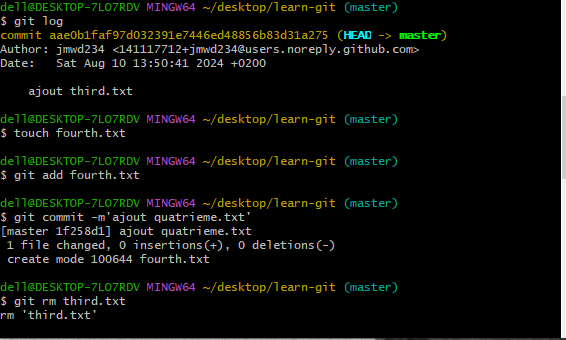 dell@DESKTOP-7LO7RDV MINGW64 ~/desktop/learn-git (master)
$ git log
commit aae0b1faf97d032391e7446ed48856b83d31a275 (HEAD -> master)
Author: jmwd234 <141117712+jmwd234@users.noreply.github.com>
Date:   Sat Aug 10 13:50:41 2024 +0200

    ajout third.txt

dell@DESKTOP-7LO7RDV MINGW64 ~/desktop/learn-git (master)
$ touch fourth.txt

dell@DESKTOP-7LO7RDV MINGW64 ~/desktop/learn-git (master)
$ git add fourth.txt

dell@DESKTOP-7LO7RDV MINGW64 ~/desktop/learn-git (master)
$ git commit -m'ajout quatrieme.txt'
[master 1f258d1] ajout quatrieme.txt
 1 file changed, 0 insertions(+), 0 deletions(-)
 create mode 100644 fourth.txt

dell@DESKTOP-7LO7RDV MINGW64 ~/desktop/learn-git (master)
$ git rm third.txt
rm 'third.txt'